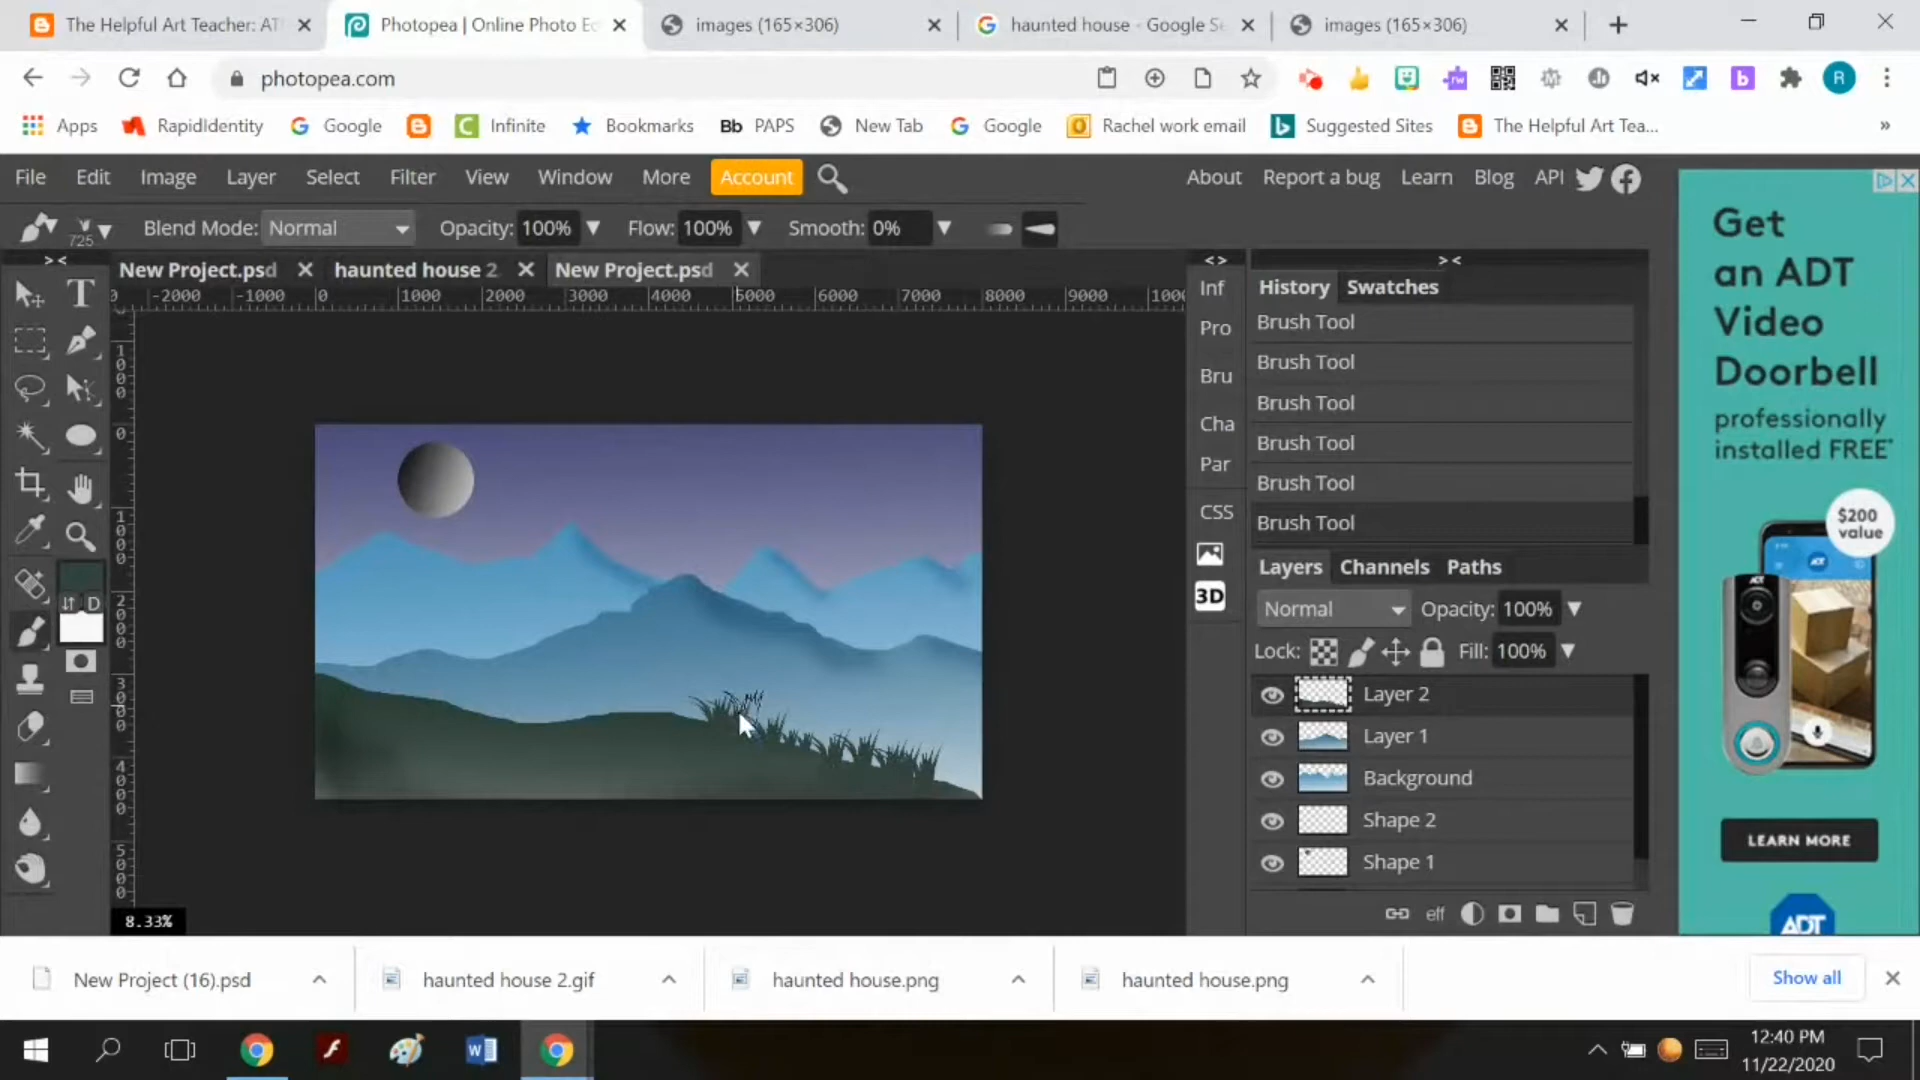 The Helpful Art Teacher: AT
Photopea | Online Photo Ec
images (165×306)
haunted house - Google Se
images (165×306)
photopea.com
Apps
RapidIdentity
Google
Infinite
Bookmarks
Bb PAPS
New Tab
Google
Rachel work email
Suggested Sites
The Helpful Art Tea...
File Edit Image Layer Select Filter View Window More Account
About Report a bug Learn Blog API
725 Blend Mode: Normal Opacity: 100% Flow: 100% Smooth: 0%
New Project.psd haunted house 2 New Project.psd
-2000 -1000 0 1000 2000 3000 4000 5000 6000 7000 8000 9000 1000
Inf
Pro
Bru
Cha
Par
CSS
3D
History Swatches
Brush Tool
Brush Tool
Brush Tool
Brush Tool
Brush Tool
Brush Tool
Layers Channels Paths
Normal Opacity: 100%
Lock: Fill: 100%
Layer 2
Layer 1
Background
Shape 2
Shape 1
eff
D
8.33%
Get
an ADT
Video
Doorbell
professionally
installed FREE*
$200
value
LEARN MORE
ADT
New Project (16).psd
haunted house 2.gif
haunted house.png
haunted house.png
Show all
12:40 PM
11/22/2020